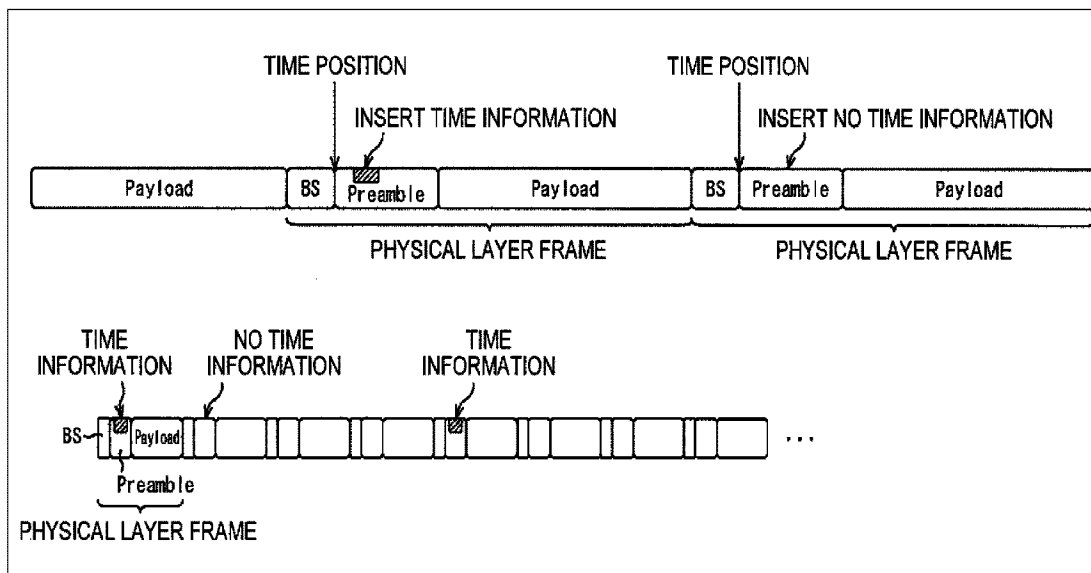 TIME POSITION TIME POSITION
INSERT TIME INFORMATION INSERT NO TIME INFORMATION
Payload BS Preamble Payload BS Preamble Payload
PHYSICAL LAYER FRAME PHYSICAL LAYER FRAME
TIME INFORMATION
NO TIME INFORMATION
TIME INFORMATION
BS Payload ...
Preamble
PHYSICAL LAYER FRAME